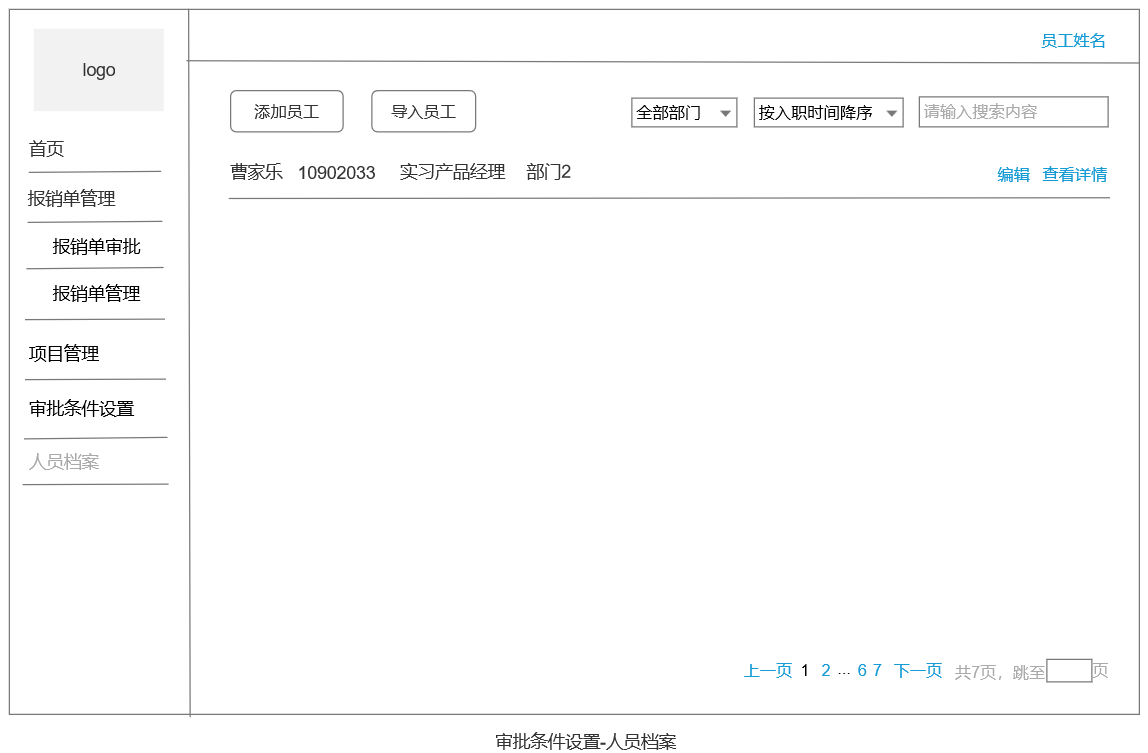 员工姓名
logo
添加员工 导入员工 全部部门 按入职时间降序 请输入搜索内容
首页
曹家乐 10902033 实习产品经理 部门2 编辑 查看详情
报销单管理
报销单审批
报销单管理
项目管理
审批条件设置
人员档案
上一页 1 2 ... 6 7 下一页 共7页，跳至 页
审批条件设置-人员档案